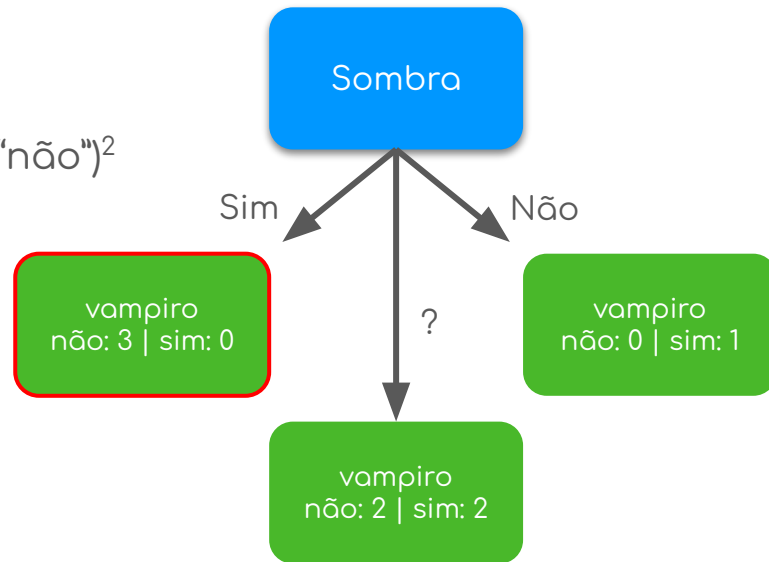 Sombra
“não”)²
Sim
Não
vampiro
não: 3 | sim: 0
?
vampiro
não: 0 | sim: 1
vampiro
não: 2 | sim: 2